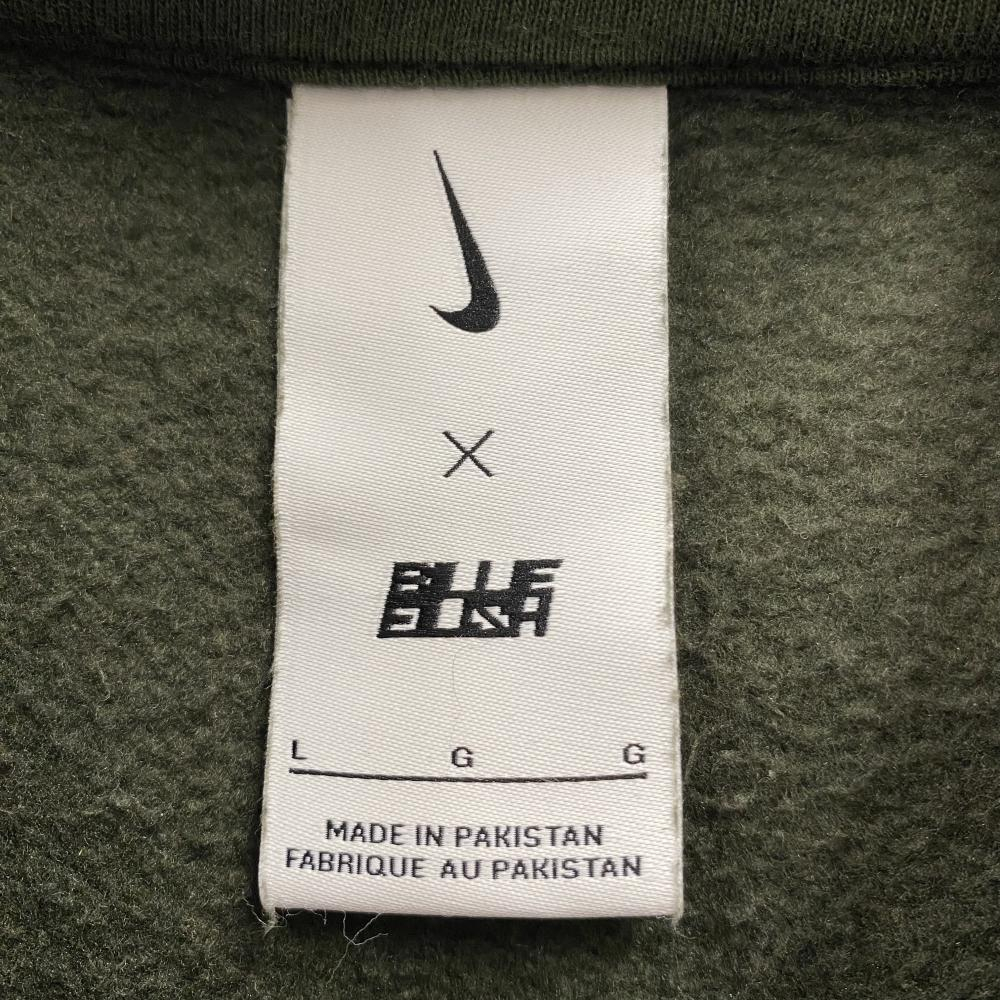 X
BILLIE
EILISH
L G G
MADE IN PAKISTAN
FABRIQUE AU PAKISTAN